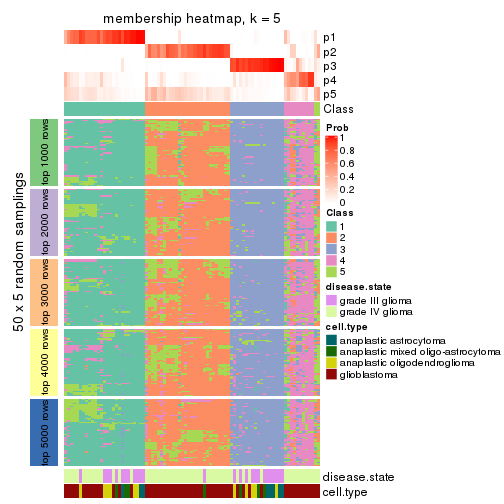 membership heatmap, k = 5
p1
p2
p3
p4
p5
Class
50 x 5 random samplings
top 1000 rows
top 2000 rows
top 3000 rows
top 4000 rows
top 5000 rows
disease.state
cell.type
Prob
1
0.8
0.6
0.4
0.2
0
Class
1
2
3
4
5
disease.state
grade III glioma
grade IV glioma
cell.type
anaplastic astrocytoma
anaplastic mixed oligo-astrocytoma
anaplastic oligodendroglioma
glioblastoma